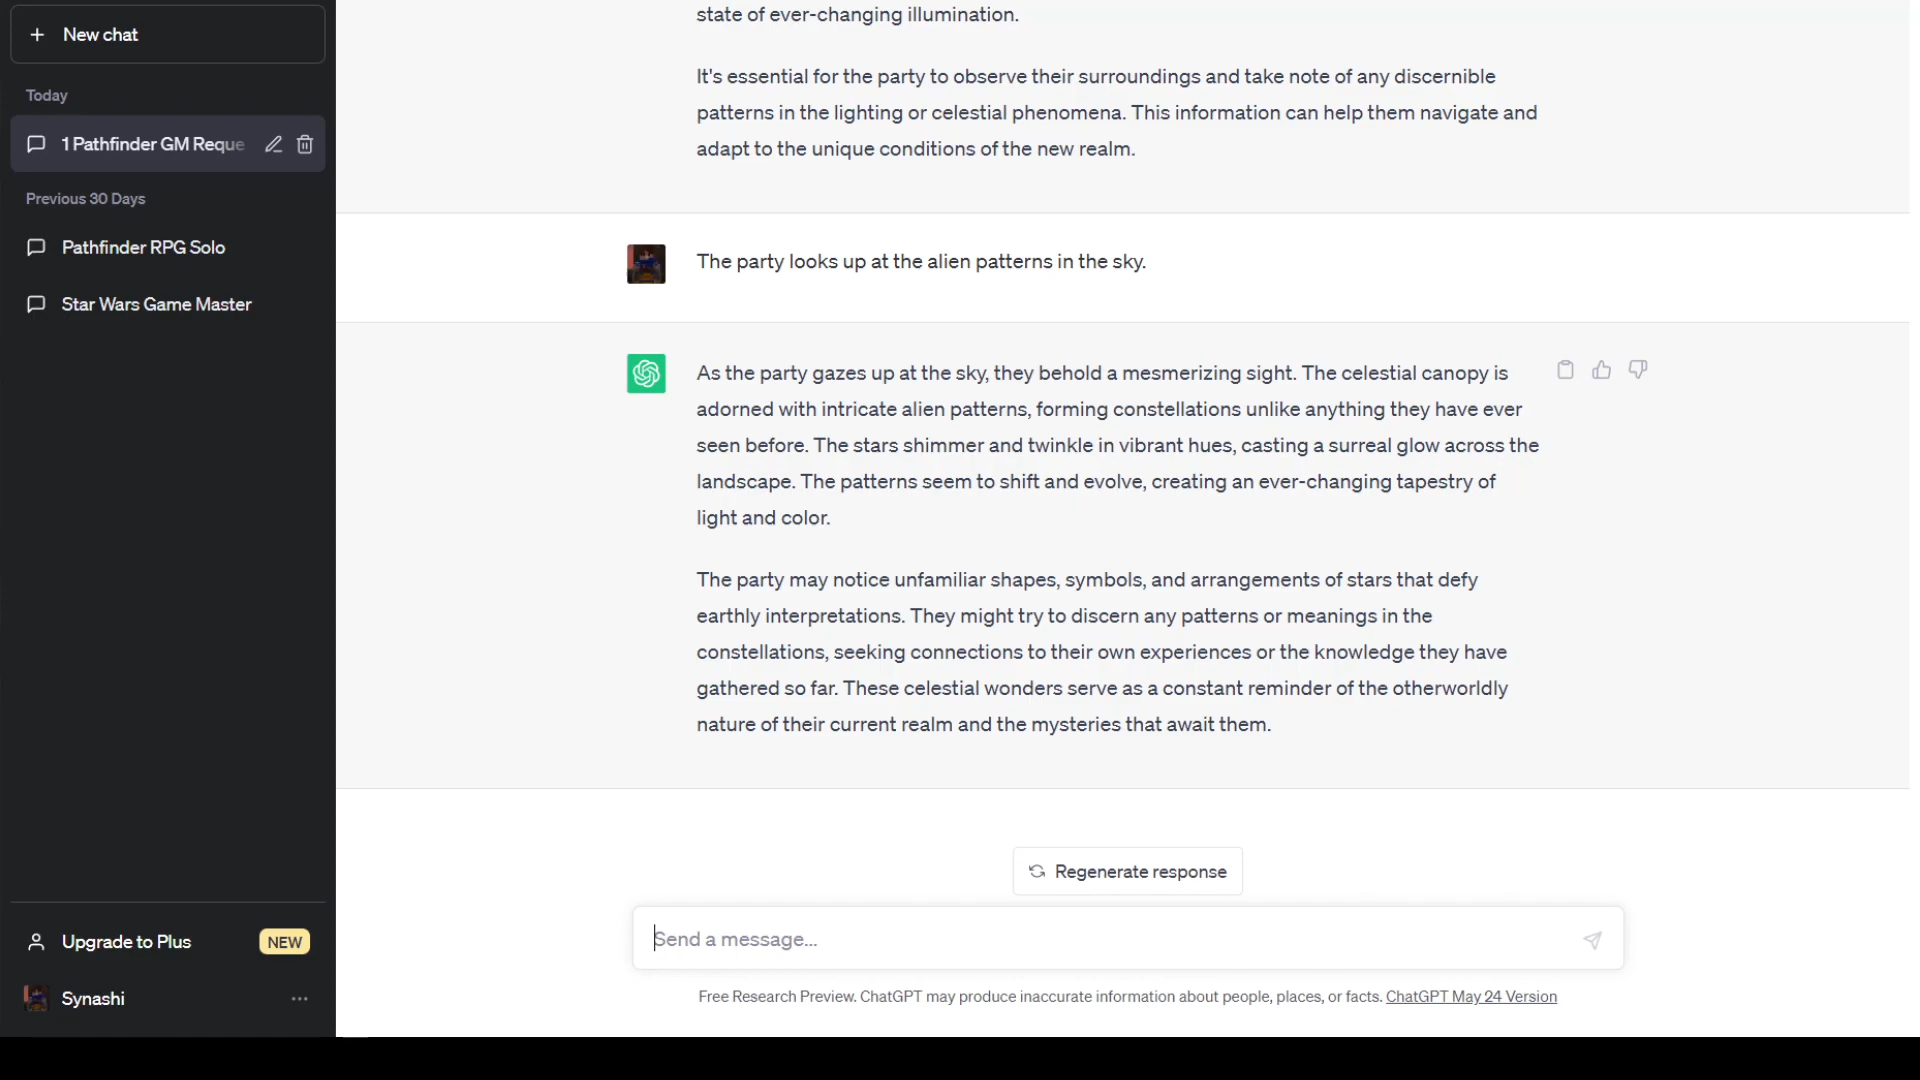 New chat
Today
1 Pathfinder GM Reque
Previous 30 Days
Pathfinder RPG Solo
Star Wars Game Master
Upgrade to Plus
NEW
Synashi
state of ever-changing illumination.
It's essential for the party to observe their surroundings and take note of any discernible
patterns in the lighting or celestial phenomena. This information can help them navigate and
adapt to the unique conditions of the new realm.
The party looks up at the alien patterns in the sky.
As the party gazes up at the sky, they behold a mesmerizing sight. The celestial canopy is
adorned with intricate alien patterns, forming constellations unlike anything they have ever
seen before. The stars shimmer and twinkle in vibrant hues, casting a surreal glow across the
landscape. The patterns seem to shift and evolve, creating an ever-changing tapestry of
light and color.
The party may notice unfamiliar shapes, symbols, and arrangements of stars that defy
earthly interpretations. They might try to discern any patterns or meanings in the
constellations, seeking connections to their own experiences or the knowledge they have
gathered so far. These celestial wonders serve as a constant reminder of the otherworldly
nature of their current realm and the mysteries that await them.
Regenerate response
Send a message...
Free Research Preview. ChatGPT may produce inaccurate information about people, places, or facts. ChatGPT May 24 Version